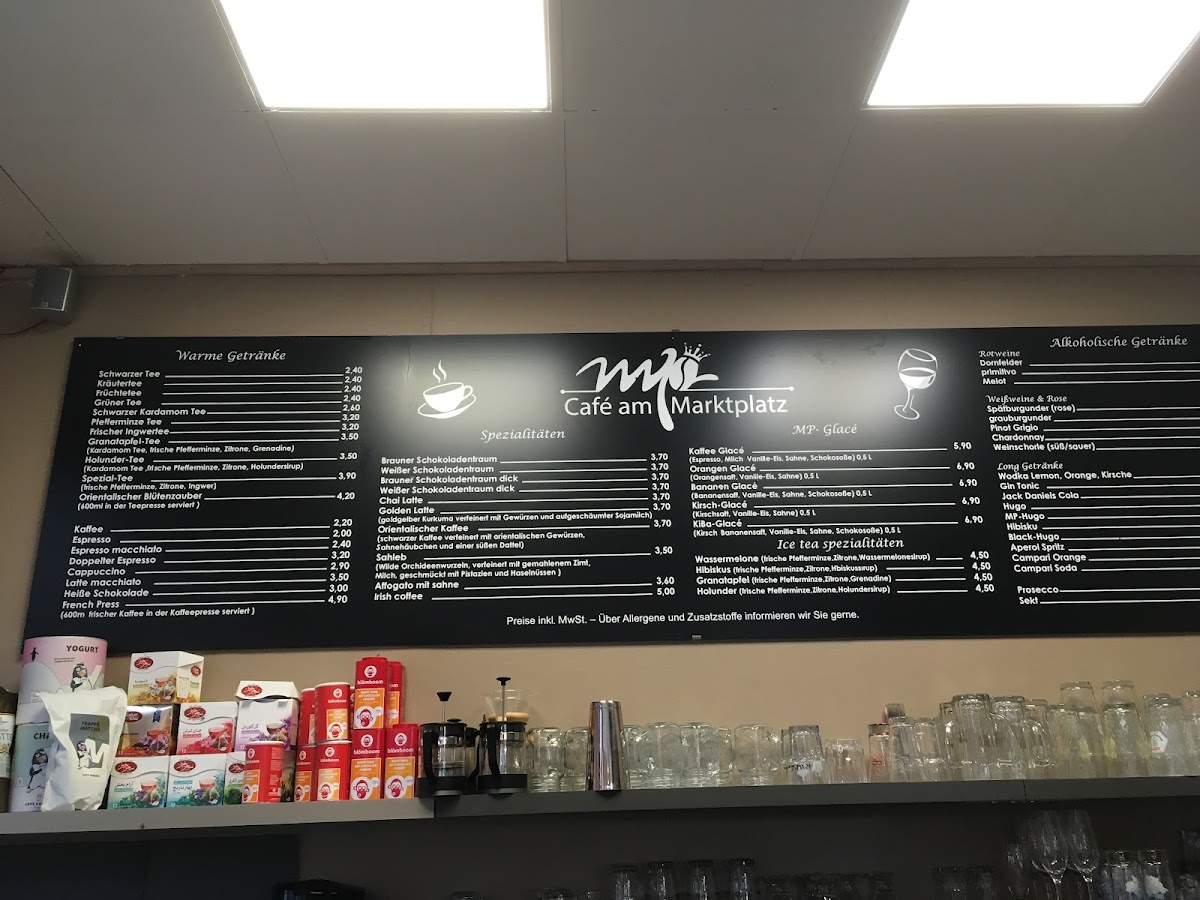 Warme Getränke
Schwarzer Tee 2,40
Kräutertee 2,40
Früchtetee 2,40
Grüner Tee 2,40
Schwarzer Kardamom Tee 2,60
Pfefferminze Tee 3,20
Frischer Ingwertee 3,20
Granatapfel-Tee 3,50
(Kardamom Tee, frische Pfefferminze, Zitrone, Grenadine)
Holunder-Tee 3,50
(Kardamom Tee ,frische Pfefferminze, Zitrone, Holundersirup)
Spezial-Tee 3,90
(frische Pfefferminze, Zitrone, Ingwer)
Orientalischer Blütenzauber 4,20
(600ml in der Teepresse serviert )
Kaffee 2,20
Espresso 2,00
Espresso macchiato 2,40
Doppelter Espresso 3,20
Cappuccino 2,90
Latte macchiato 3,50
Heiße Schokolade 3,00
French Press 4,90
(600m frischer Kaffee in der Kaffeepresse serviert )
mp
Café am Marktplatz
Spezialitäten
Brauner Schokoladentraum 3,70
Weißer Schokoladentraum 3,70
Brauner Schokoladentraum dick 3,70
Weißer Schokoladentraum dick 3,70
Chai Latte 3,70
Golden Latte 3,70
(goldgelber Kurkuma verfeinert mit Gewürzen und aufgeschäumter Sojamilch)
Orientalischer Kaffee 3,70
(schwarzer Kaffee verfeinert mit orientalischen Gewürzen,
Sahnehäubchen und einer süßen Dattel)
Sahleb 3,50
(Wilde Orchideenwurzeln, verfeinert mit gemahlenem Zimt,
Milch, geschmückt mit Pistazien und Haselnüssen )
Affogato mit sahne 3,60
Irish coffee 5,00
MP- Glacé
Kaffee Glacé 5,90
(Espresso, Milch Vanille-Eis, Sahne, Schokosoße) 0,5 L
Orangen Glacé 6,90
(Orangensaft, Vanille-Eis, Sahne) 0,5 L
Bananen Glacé 6,90
(Bananensaft, Vanille-Eis, Sahne, Schokosoße) 0,5 L
Kirsch-Glacé 6,90
(Kirschsaft, Vanille-Eis, Sahne) 0,5 L
KiBa-Glacé 6,90
(Kirsch Bananensaft, Vanille-Eis, Sahne, Schokosoße) 0,5 L
Ice tea spezialitäten
Wassermelone (frische Pfefferminze,Zitrone,Wassermelonesirup) 4,50
Hibiskus (frische Pfefferminze,Zitrone,Hbiskussirup) 4,50
Granatapfel (frische Pfefferminze,Zitrone,Grenadine) 4,50
Holunder (frische Pfefferminze,Zitrone,Holundersirup) 4,50
Preise inkl. MwSt. – Über Allergene und Zusatzstoffe informieren wir Sie gerne.
Alkoholische Getränke
Rotweine
Dornfelder
primitivo
Melot
Weißweine & Rose
Spätburgunder (rose)
grauburgunder
Pinot Grigio
Chardonnay
Weinschorle (süß/sauer)
Long Getränke
Wodka Lemon, Orange, Kirsche
Gin Tonic
Jack Daniels Cola
Hugo
MP-Hugo
Hibisku
Black-Hugo
Aperol Spritz
Campari Orange
Campari Soda
Prosecco
Sekt
YOGURT
FRAPPÉ
blömboom
blömboom
blömboom
blömboom